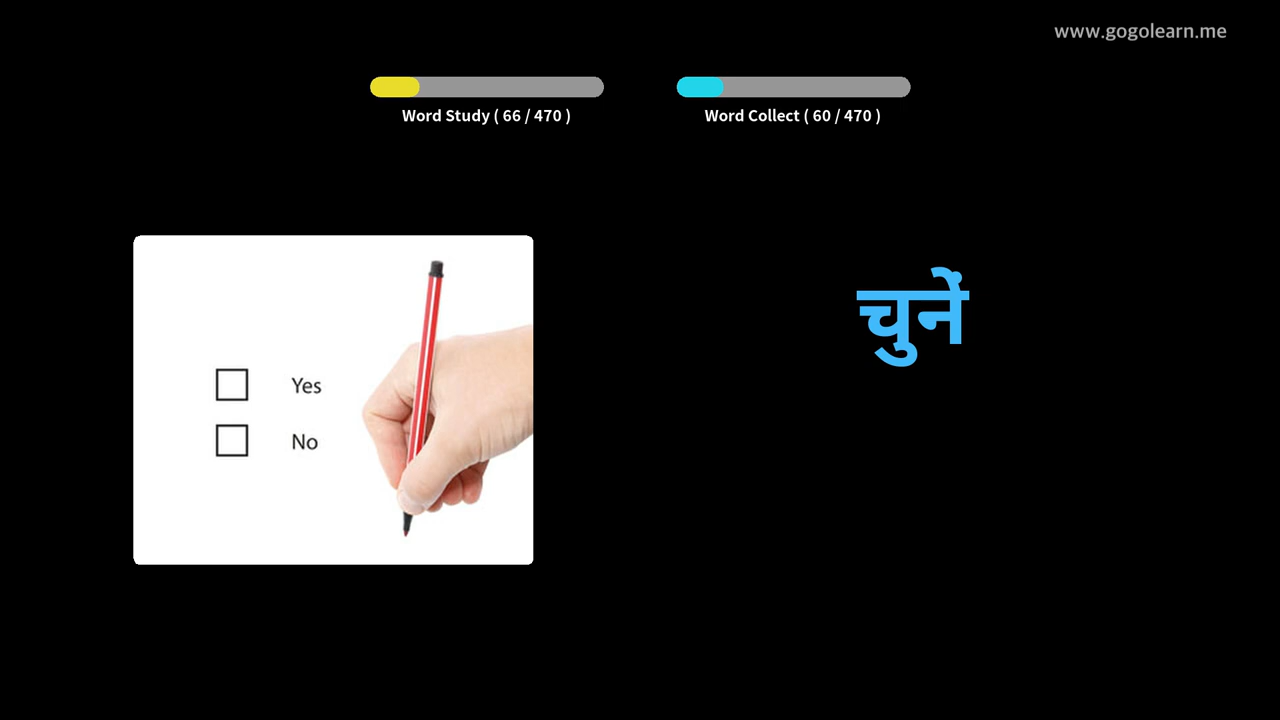 www.gogolearn.me
Word Study ( 66 / 470 )
Word Collect ( 60 / 470 )
चुनें
Yes
No